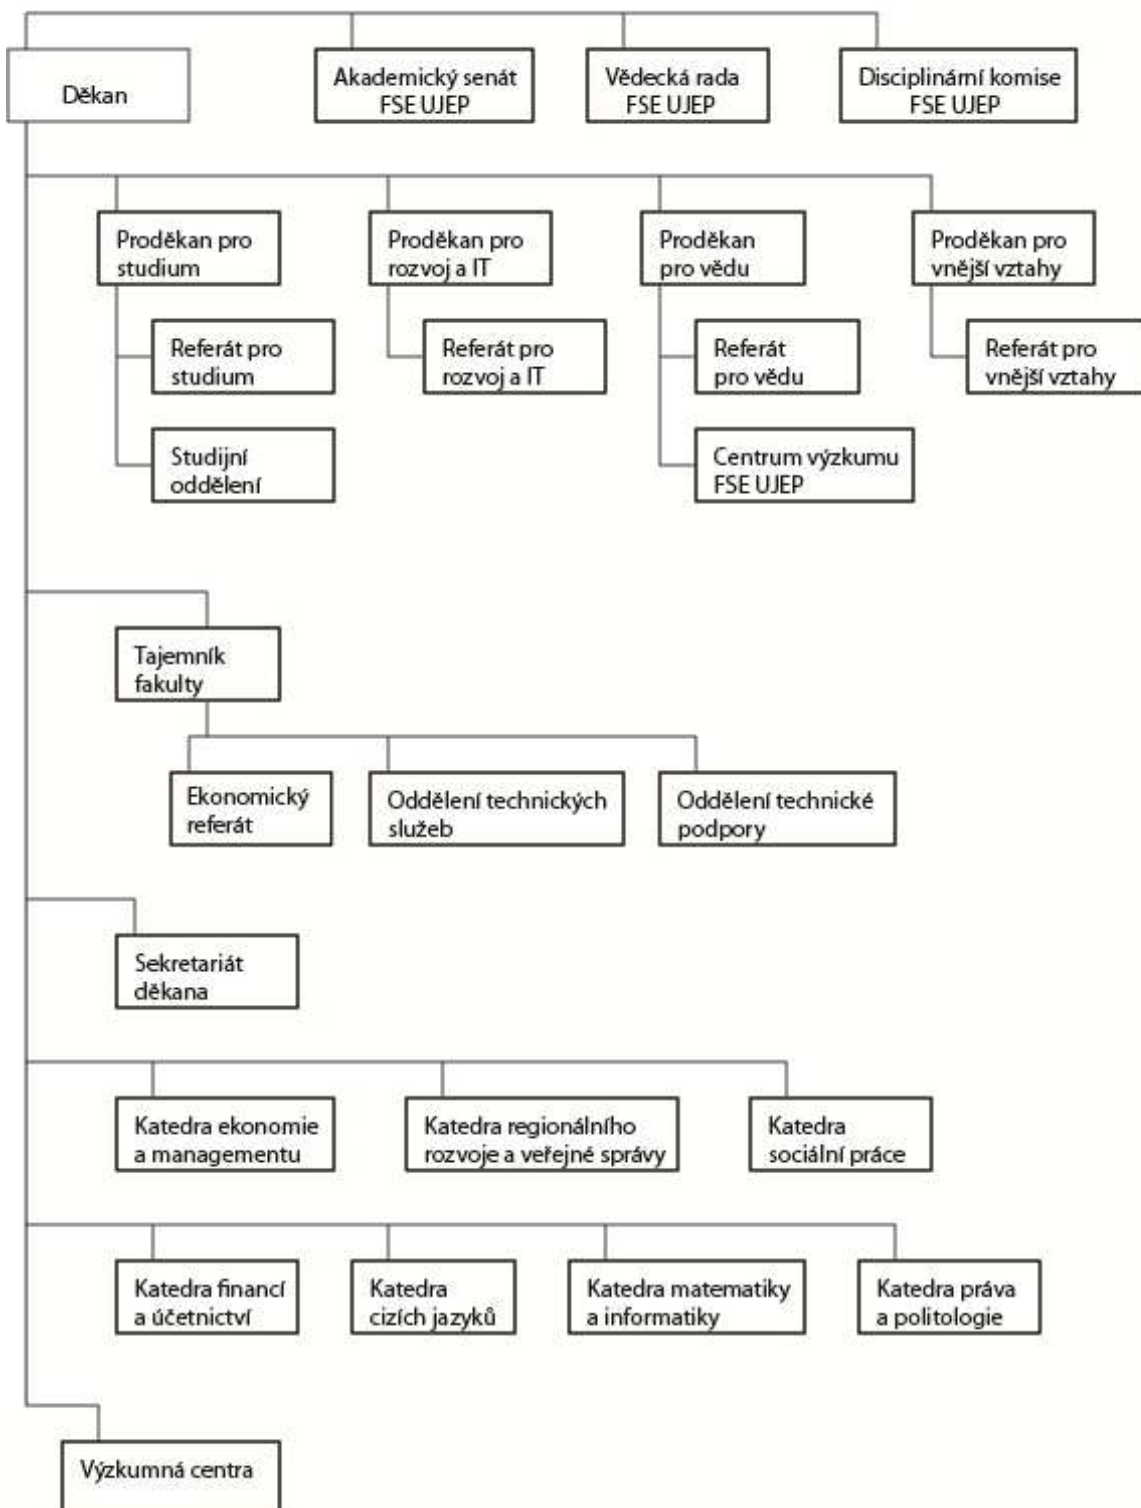 Děkan
Akademický senát
FSE UJEP
Vědecká rada
FSE UJEP
Disciplinární komise
FSE UJEP
Proděkan pro
studium
Proděkan pro
rozvoj a IT
Proděkan
pro vědu
Proděkan pro
vnější vztahy
Referát pro
studium
Referát pro
rozvoj a IT
Referát
pro vědu
Referát pro
vnější vztahy
Studijní
oddělení
Centrum výzkumu
FSE UJEP
Tajemník
fakulty
Ekonomický
referát
Oddělení technických
služeb
Oddělení technické
podpory
Sekretariát
děkana
Katedra ekonomie
a managementu
Katedra regionálního
rozvoje a veřejné správy
Katedra
sociální práce
Katedra financí
a účetnictví
Katedra
cizích jazyků
Katedra matematiky
a informatiky
Katedra práva
a politologie
Výzkumná centra